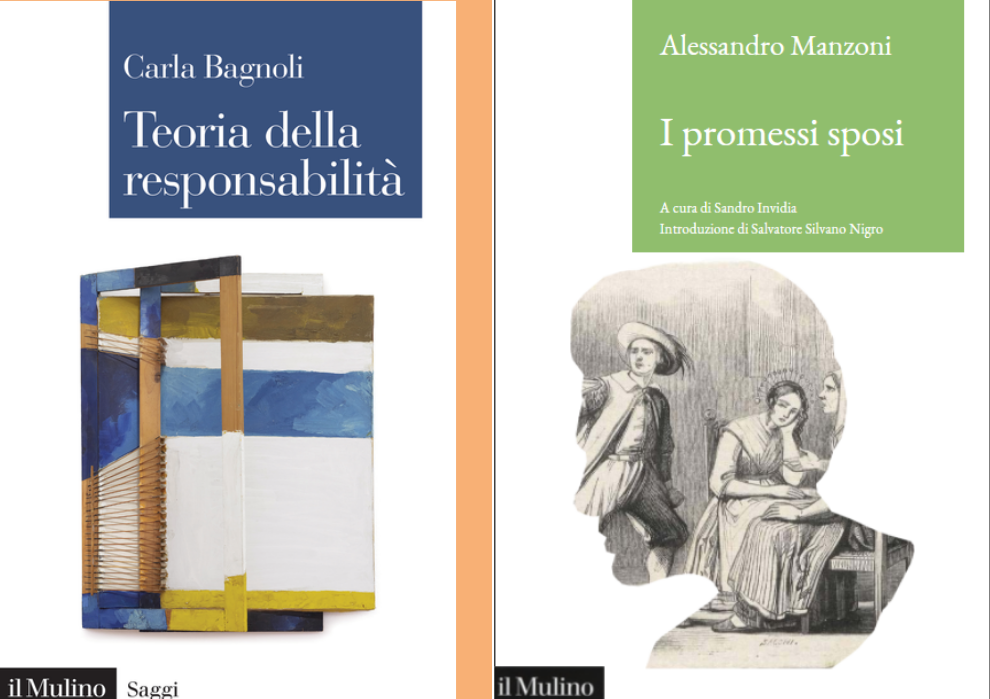 Carla Bagnoli
Teoria della
responsabilità
il Mulino Saggi
Alessandro Manzoni
I promessi sposi
A cura di Sandro Invidia
Introduzione di Salvatore Silvano Nigro
il Mulino